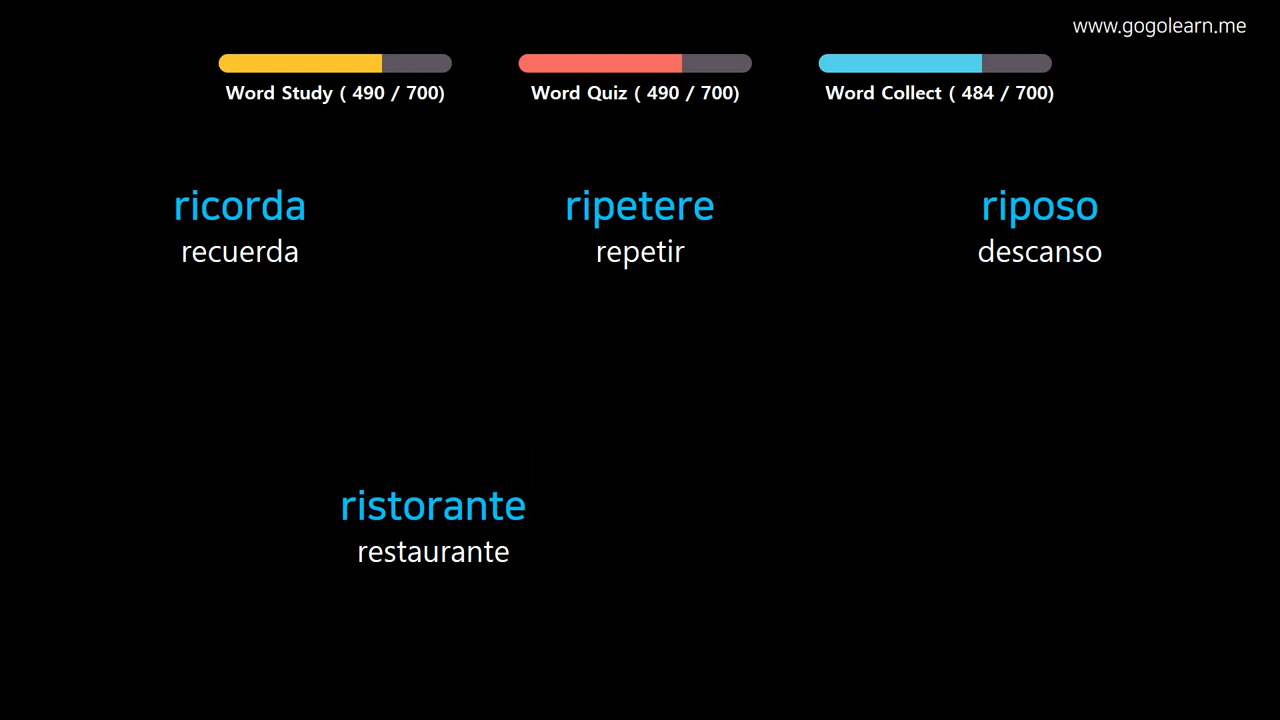 www.gogolearn.me
Word Study ( 490 / 700)
Word Quiz ( 490 / 700)
Word Collect ( 484 / 700)
ricorda
recuerda
ripetere
repetir
riposo
descanso
ristorante
restaurante